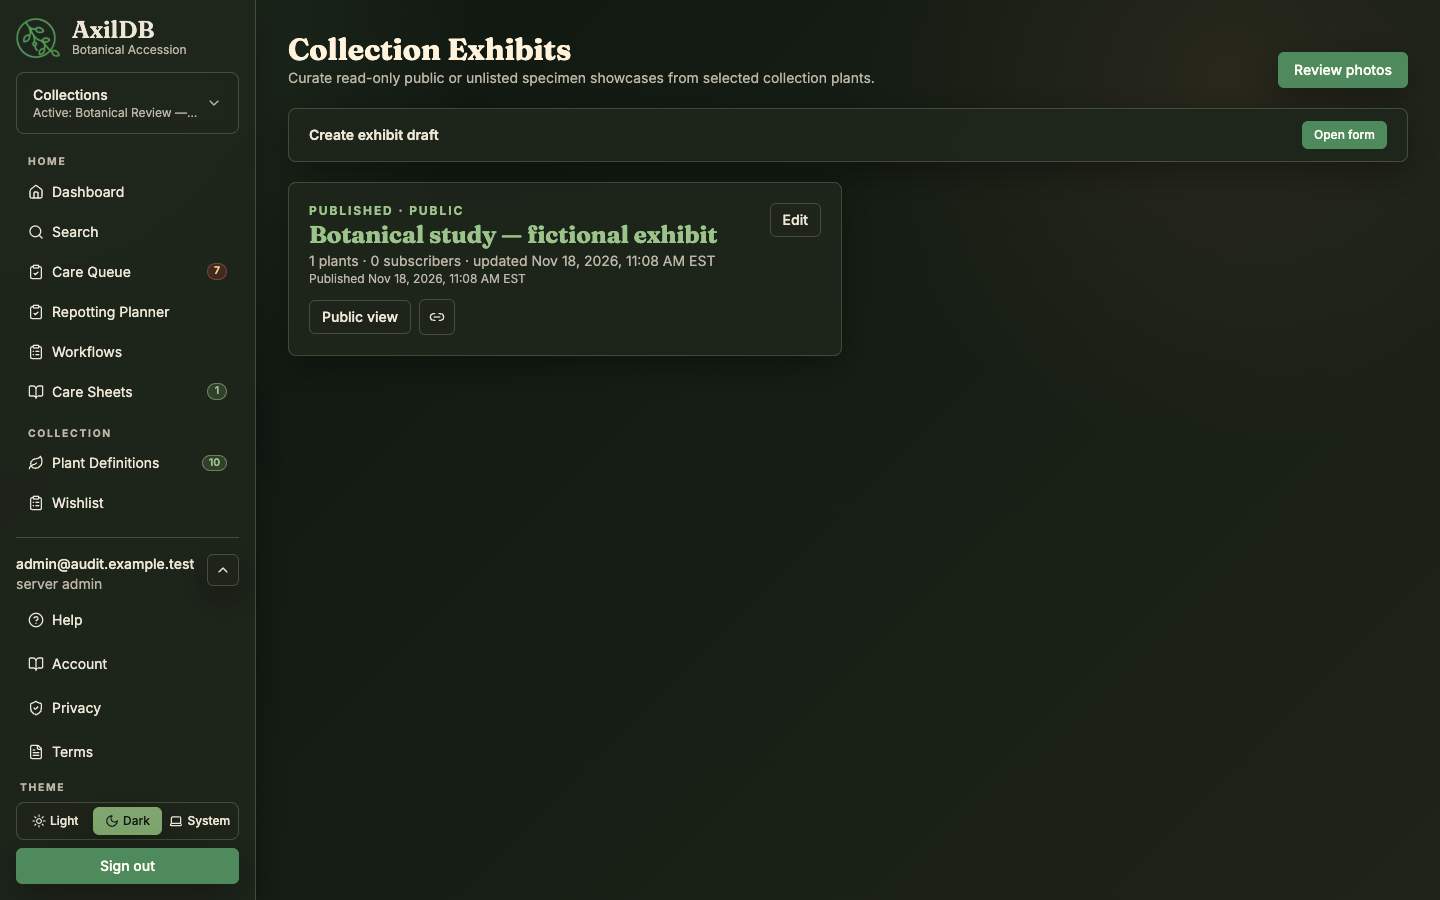 AxilDB
Botanical Accession
Collections
Active: Botanical Review —...
HOME
Dashboard
Search
Care Queue 7
Repotting Planner
Workflows
Care Sheets 1
COLLECTION
Plant Definitions 10
Wishlist
admin@audit.example.test
server admin
Help
Account
Privacy
Terms
THEME
Light Dark System
Sign out
Collection Exhibits
Curate read-only public or unlisted specimen showcases from selected collection plants.
Review photos
Create exhibit draft
Open form
PUBLISHED · PUBLIC
Botanical study — fictional exhibit
Edit
1 plants · 0 subscribers · updated Nov 18, 2026, 11:08 AM EST
Published Nov 18, 2026, 11:08 AM EST
Public view